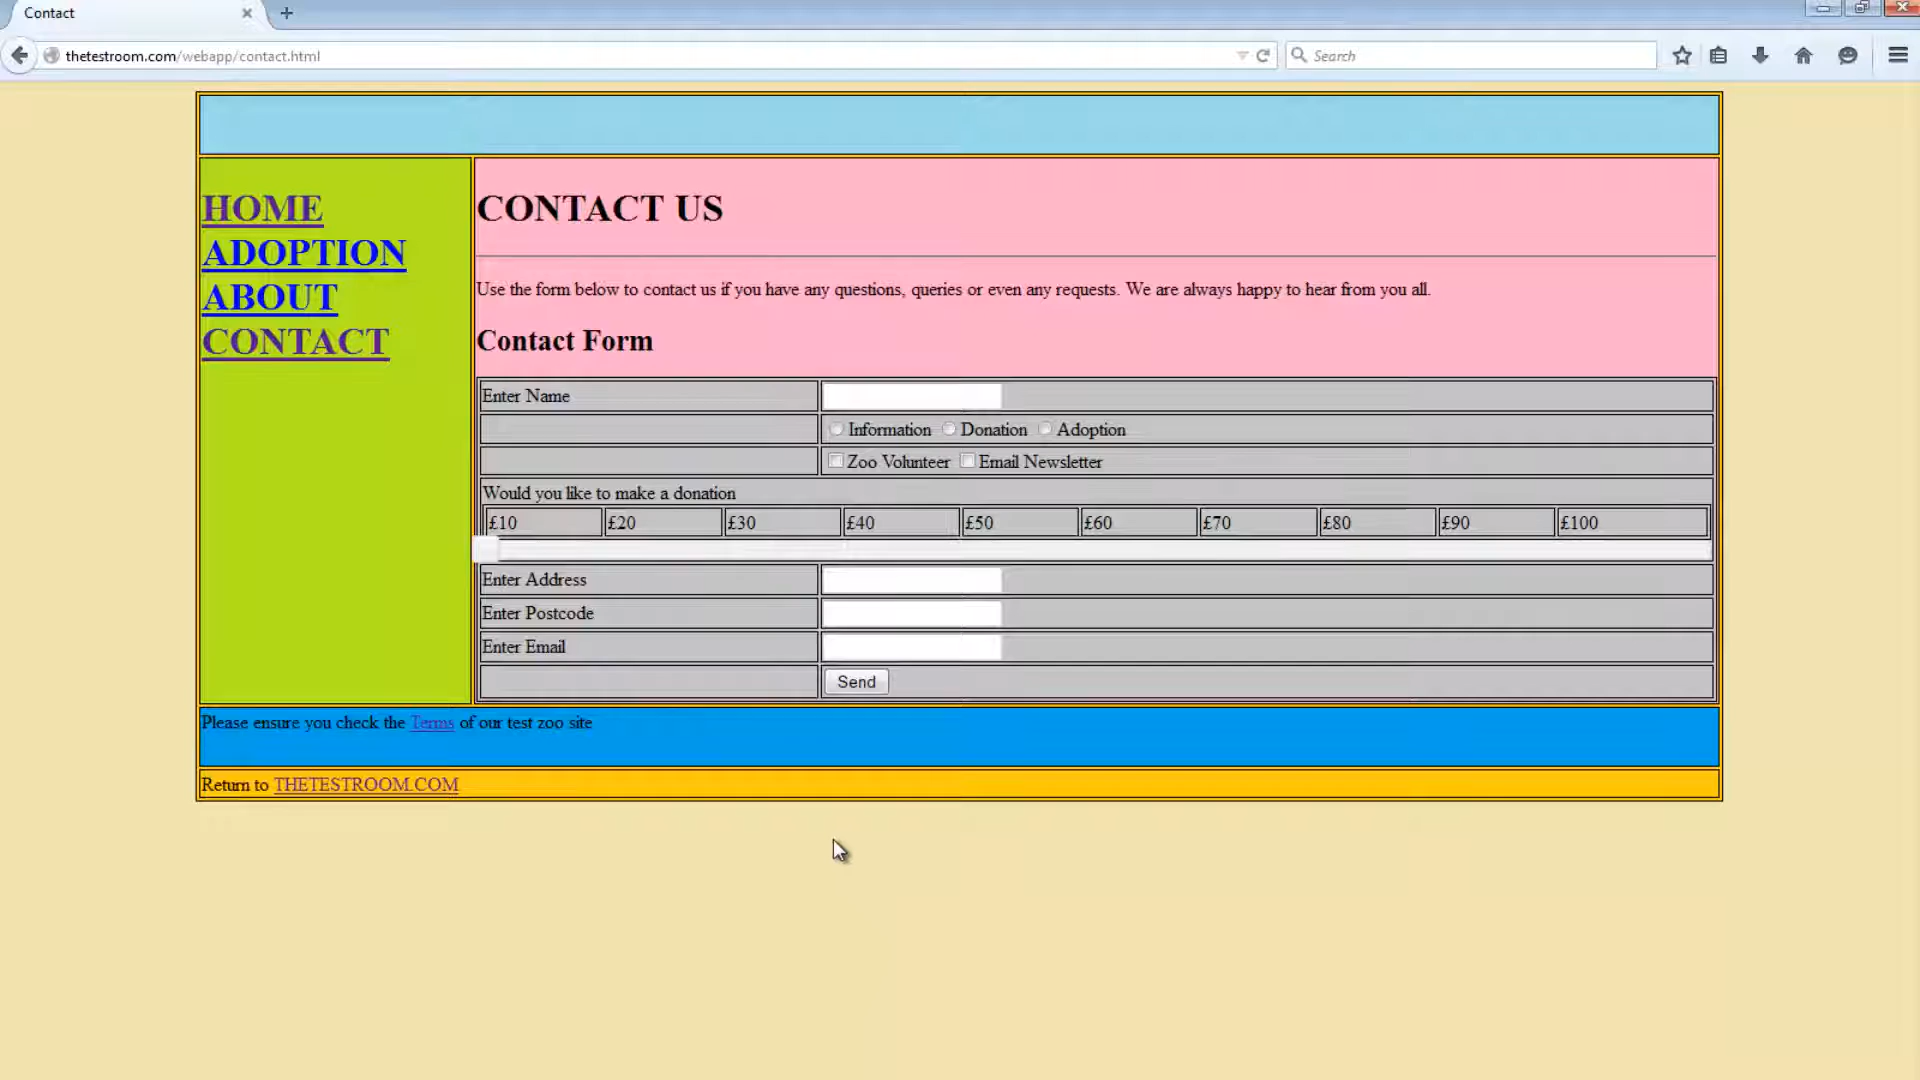 Contact
thetestroom.com/webapp/contact.html
Search
HOME
ADOPTION
ABOUT
CONTACT
CONTACT US
Use the form below to contact us if you have any questions, queries or even any requests. We are always happy to hear from you all.
Contact Form
Enter Name
Information Donation Adoption
Zoo Volunteer Email Newsletter
Would you like to make a donation
£10 £20 £30 £40 £50 £60 £70 £80 £90 £100
Enter Address
Enter Postcode
Enter Email
Send
Please ensure you check the Terms of our test zoo site
Return to THETESTROOM.COM